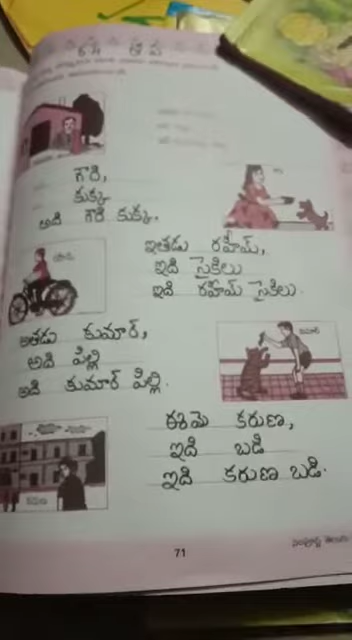 గౌరి,
కుక్క
అది గౌరి కుక్క.
ఇతడు రహీమ్,
ఇది సైకిలు
ఇది రహీమ్ సైకిలు.
అతడు కుమార్,
అది పిల్లి
అది కుమార్ పిల్లి.
ఈమె కరుణ,
ఇది బడి
ఇది కరుణ బడి.
71